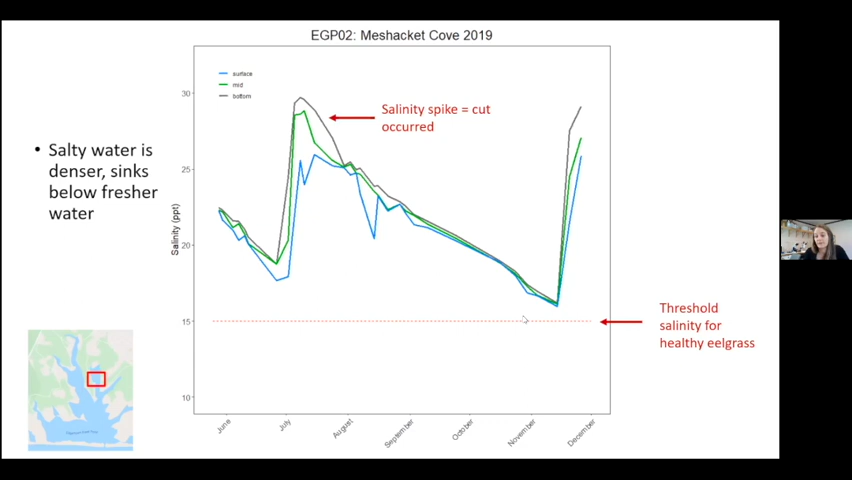 EGP02: Meshacket Cove 2019
surface
mid
bottom
30
25
20
15
10
Salinity (ppt)
June
July
August
September
October
November
December
Salinity spike = cut
occurred
• Salty water is
denser, sinks
below fresher
water
Threshold
salinity for
healthy eelgrass